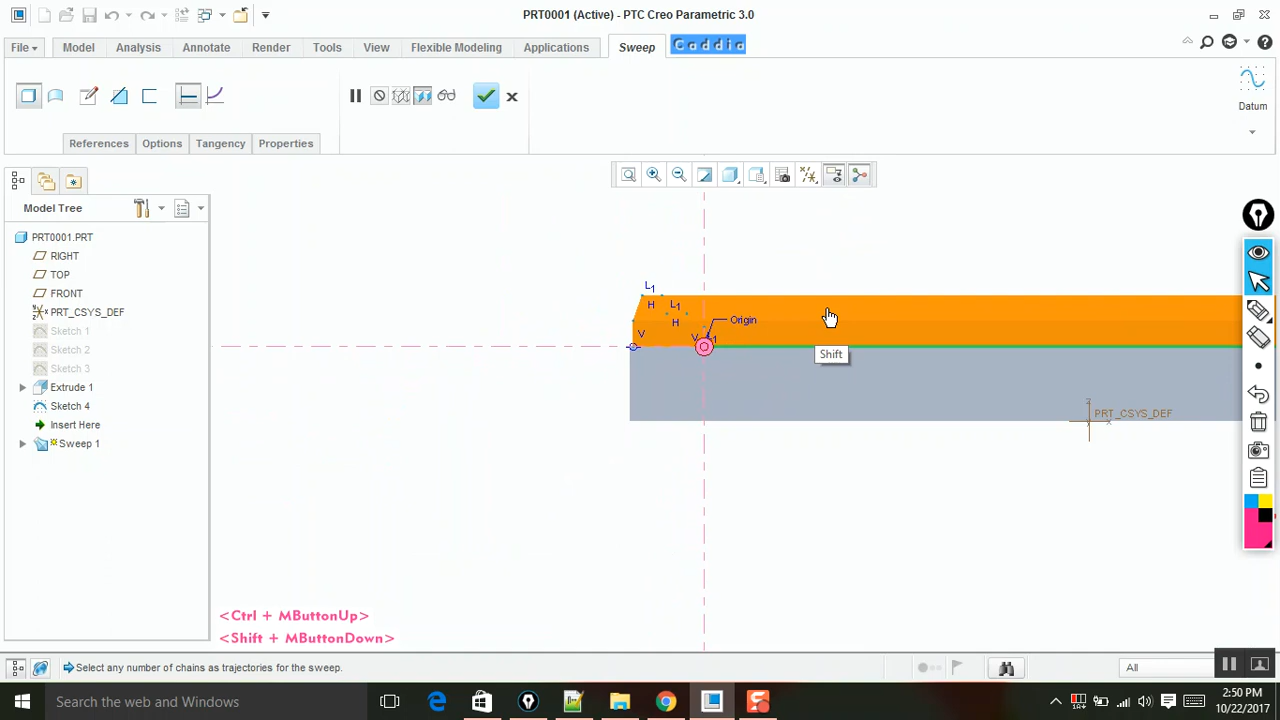 PRT0001 (Active) - PTC Creo Parametric 3.0
File Model Analysis Annotate Render Tools View Flexible Modeling Applications Sweep Caddia
Datum
References Options Tangency Properties
Model Tree
PRT0001.PRT
RIGHT
TOP
FRONT
PRT_CSYS_DEF
Sketch 1
Sketch 2
Sketch 3
Extrude 1
Sketch 4
Insert Here
Sweep 1
L1
H L1
H
V
V
Origin
Shift
PRT_CSYS_DEF
<Ctrl + MButtonUp>
<Shift + MButtonDown>
Select any number of chains as trajectories for the sweep.
All
Search the web and Windows
2:50 PM
10/22/2017